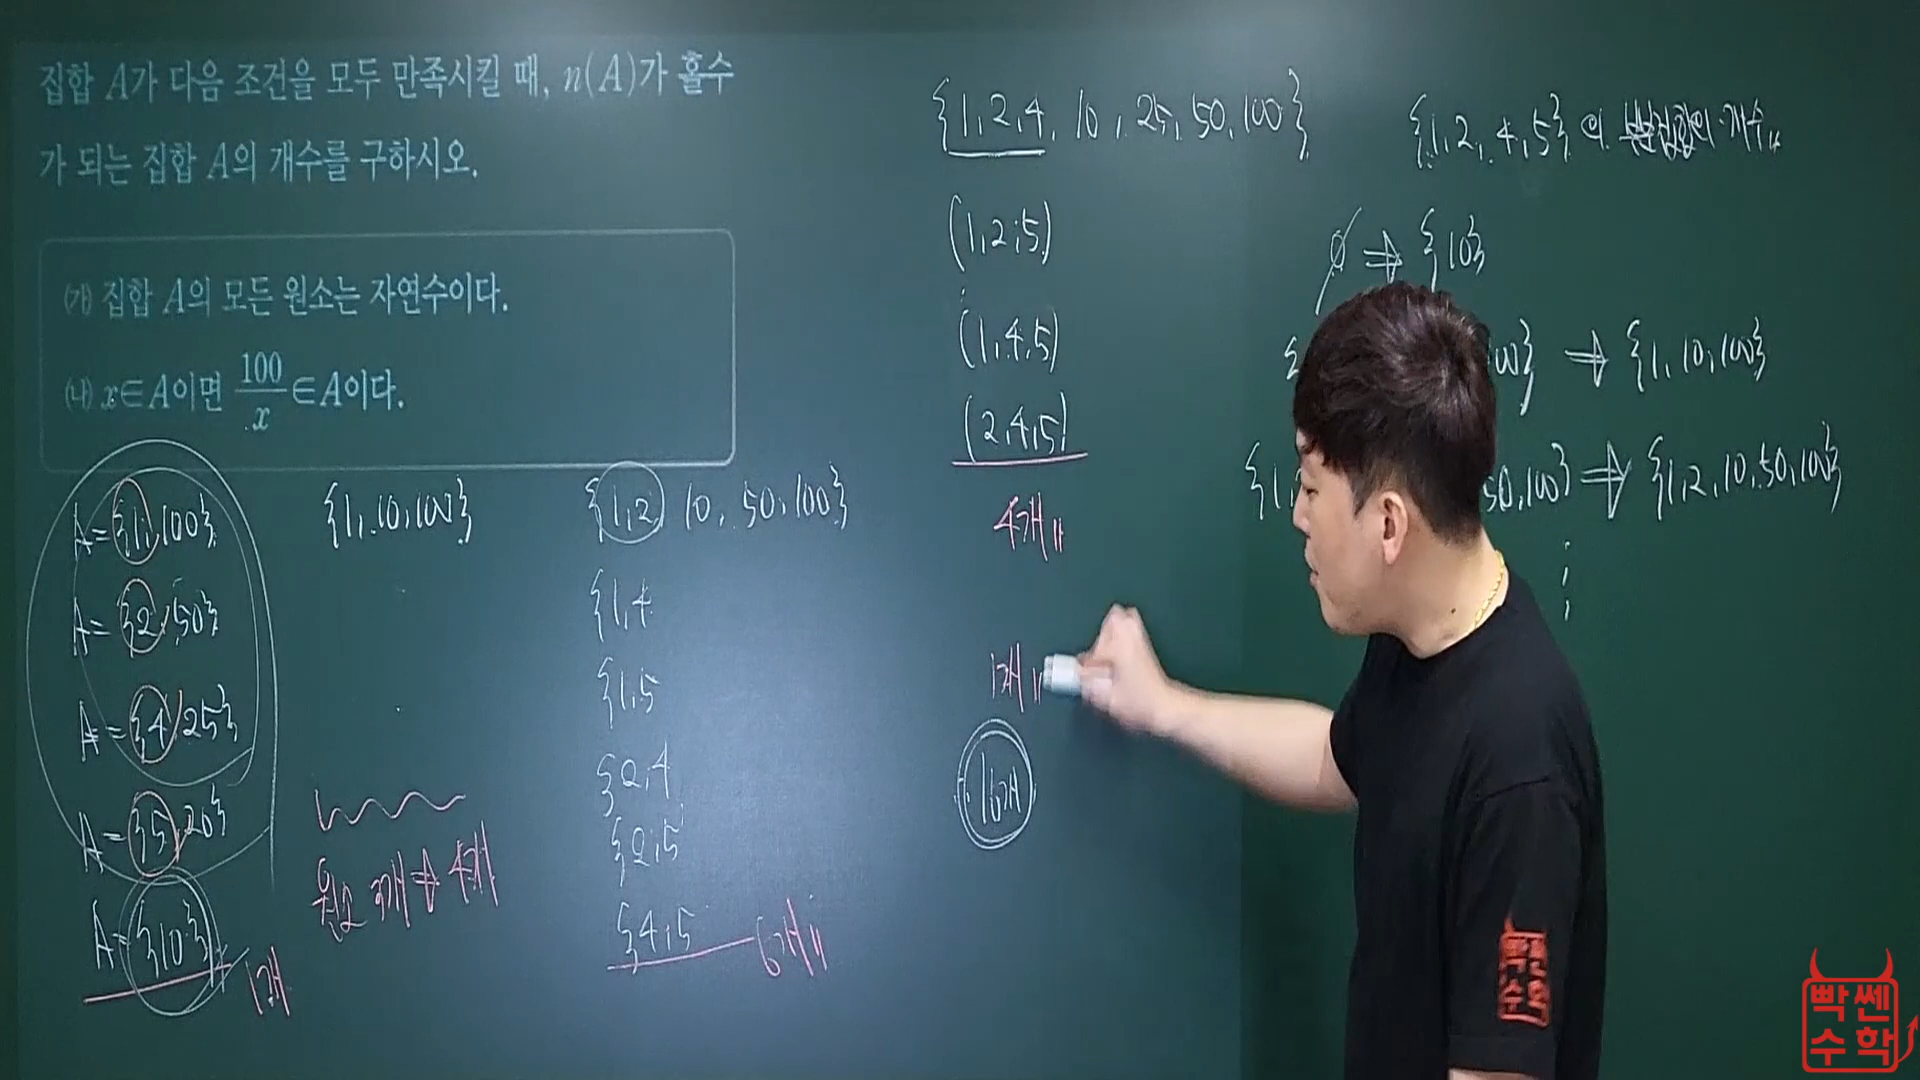 집합 A가 다음 조건을 모두 만족시킬 때, n(A)가 홀수
가 되는 집합 A의 개수를 구하시오.
(가) 집합 A의 모든 원소는 자연수이다.
(나) x∈A이면 100/x∈A이다.
A={1, 100}
A={2, 50}
A={4, 25}
A={5, 20}
A={10}
1개
{1, 10, 100}
원소 3개 ⇒ 4개
{1, 2, 10, 50, 100}
{1, 4
{1, 5
{2, 4
{2, 5
{4, 5
6개
{1, 2, 4, 10, 25, 50, 100}
(1, 2, 5)
(1, 4, 5)
(2, 4, 5)
4개
1개
16개
{1, 2, 4, 5}의 부분집합의 개수
∅ ⇒ {10}
{ 00} ⇒ {1, 10, 100}
{1, 50, 100} ⇒ {1, 2, 10, 50, 100}
빡쎈
수학